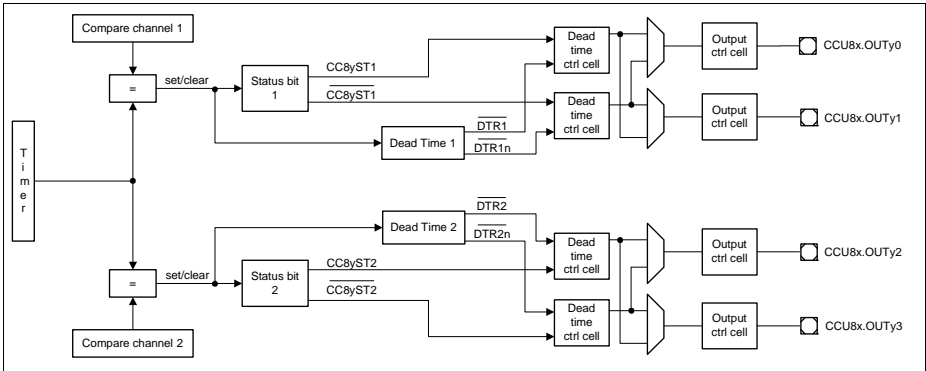 Compare channel 1
=
set/clear
Status bit
1
CC8yST1
CC8yST1
Dead Time 1
DTR1
DTR1n
Dead
time
ctrl cell
Dead
time
ctrl cell
Output
ctrl cell
CCU8x.OUTy0
Output
ctrl cell
CCU8x.OUTy1
Timer
Dead Time 2
DTR2
DTR2n
=
set/clear
Status bit
2
CC8yST2
CC8yST2
Dead
time
ctrl cell
Dead
time
ctrl cell
Output
ctrl cell
CCU8x.OUTy2
Output
ctrl cell
CCU8x.OUTy3
Compare channel 2